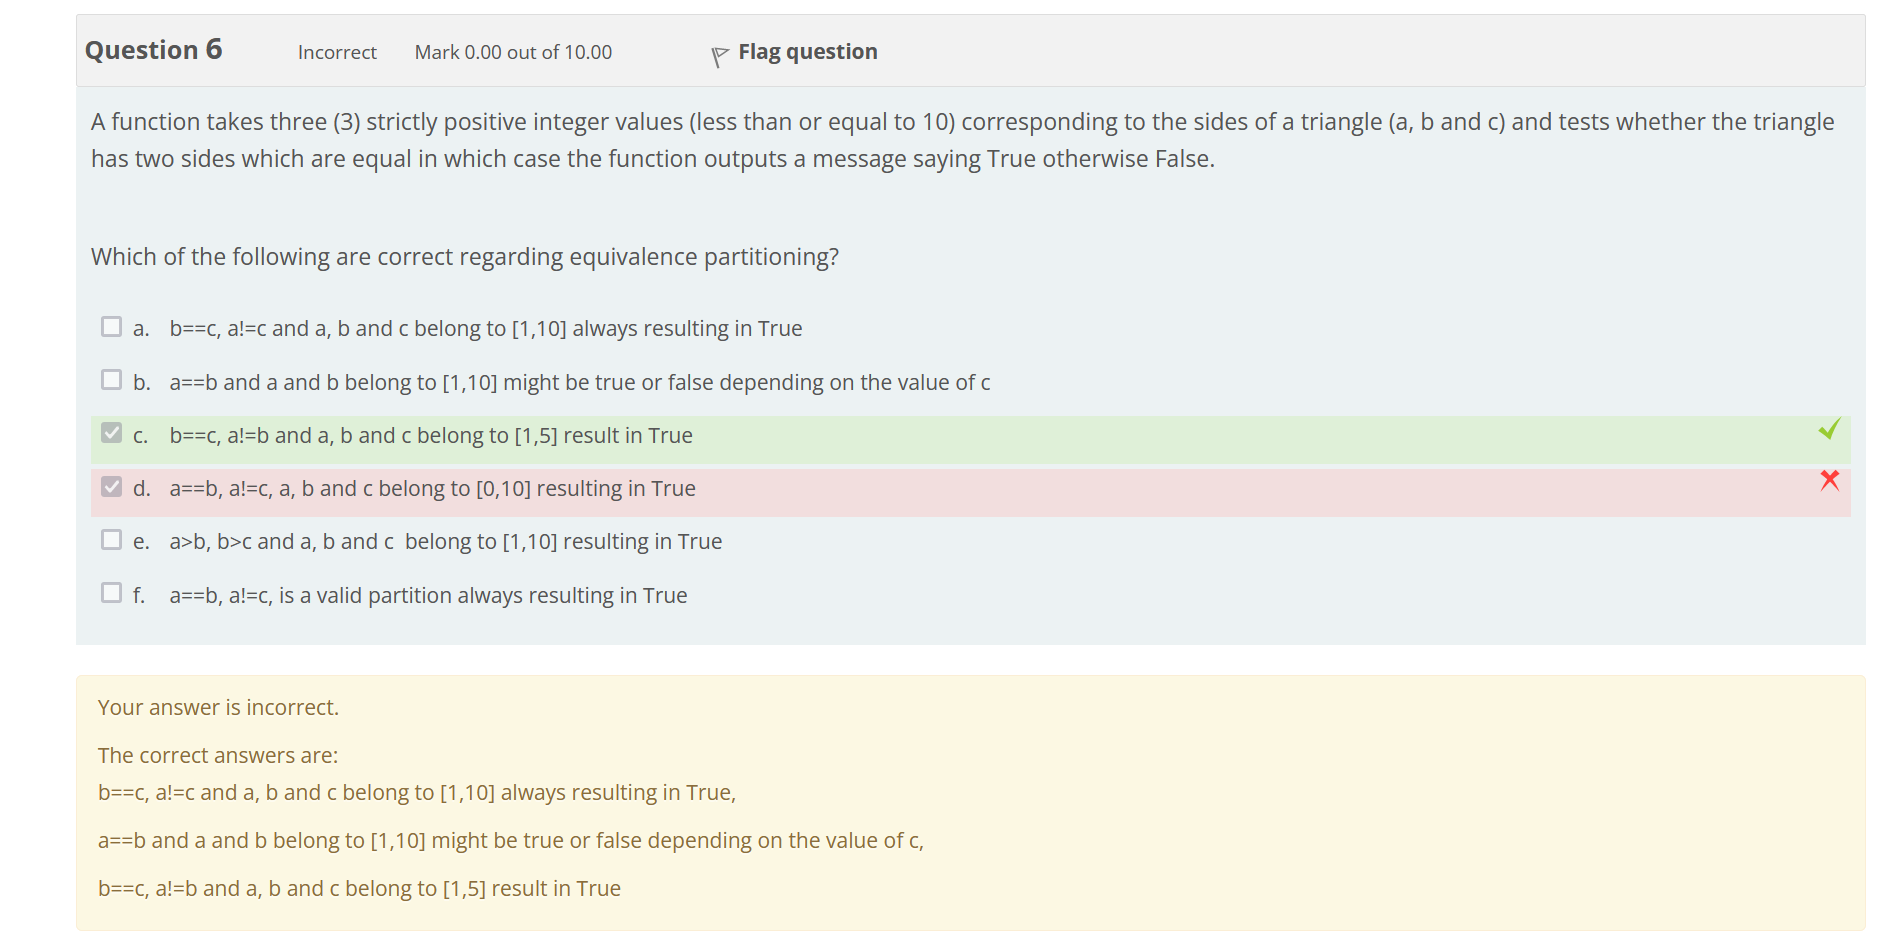 Question 6 Incorrect Mark 0.00 out of 10.00 Flag question
A function takes three (3) strictly positive integer values (less than or equal to 10) corresponding to the sides of a triangle (a, b and c) and tests whether the triangle
has two sides which are equal in which case the function outputs a message saying True otherwise False.
Which of the following are correct regarding equivalence partitioning?
a. b==c, a!=c and a, b and c belong to [1,10] always resulting in True
b. a==b and a and b belong to [1,10] might be true or false depending on the value of c
c. b==c, a!=b and a, b and c belong to [1,5] result in True
d. a==b, a!=c, a, b and c belong to [0,10] resulting in True
e. a>b, b>c and a, b and c belong to [1,10] resulting in True
f. a==b, a!=c, is a valid partition always resulting in True
Your answer is incorrect.
The correct answers are:
b==c, a!=c and a, b and c belong to [1,10] always resulting in True,
a==b and a and b belong to [1,10] might be true or false depending on the value of c,
b==c, a!=b and a, b and c belong to [1,5] result in True